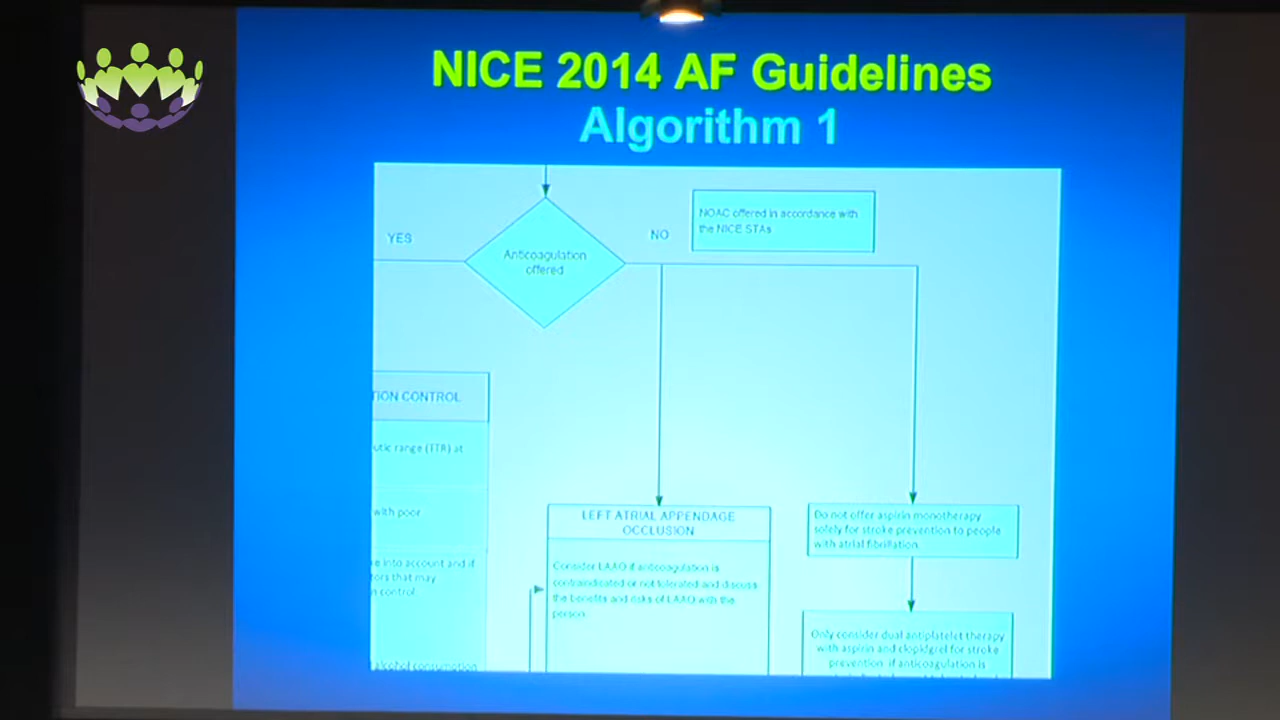 NICE 2014 AF Guidelines
Algorithm 1
YES
Anticoagulation
offered
NO
NOAC offered in accordance with
the NICE STAs
TION CONTROL
utic range (TTR) at
with poor
ke into account and if
tors that may
s control.
alcohol consumption
LEFT ATRIAL APPENDAGE
OCCLUSION
Consider LAAO if anticoagulation is
contraindicated or not tolerated and discuss
the benefits and risks of LAAO with the
person
Do not offer aspirin monotherapy
solely for stroke prevention to people
with atrial fibrillation
Only consider dual antiplatelet therapy
with aspirin and clopidgrel for stroke
prevention if anticoagulation is